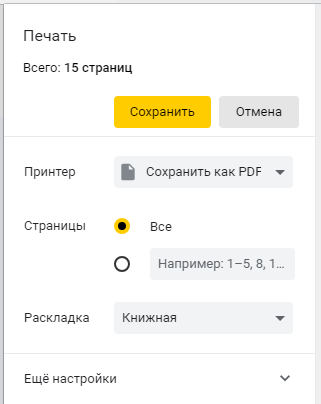 Печать
Всего: 15 страниц
Сохранить Отмена
Принтер Сохранить как PDF
Страницы Все
Например: 1–5, 8, 1...
Раскладка Книжная
Ещё настройки